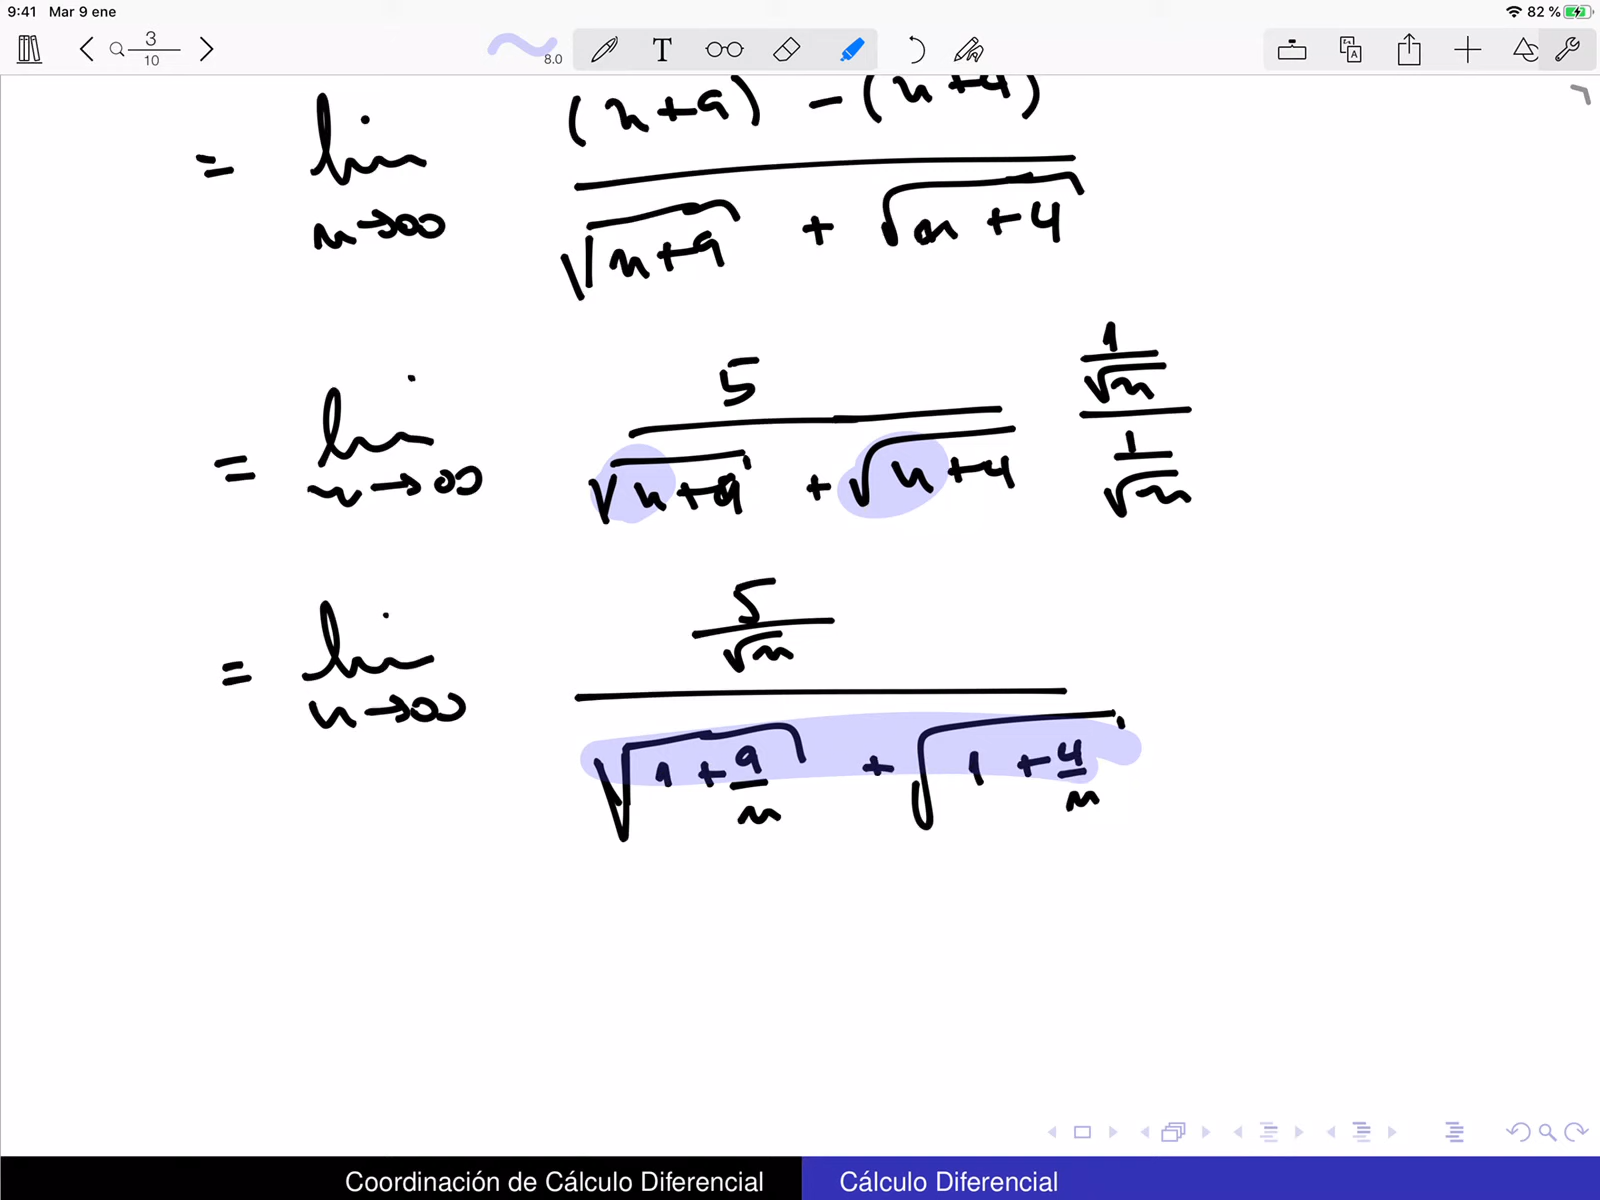 9:41 Mar 9 ene 82 %
3
10
8.0
(n+9) - (n+4)
= lim
n→∞ √n+9 + √n+4
= lim 5 1/√n
n→∞ √n+9 + √n+4 1/√n
= lim 5/√n
n→∞ √1+9/n + √1+4/n
Coordinación de Cálculo Diferencial Cálculo Diferencial